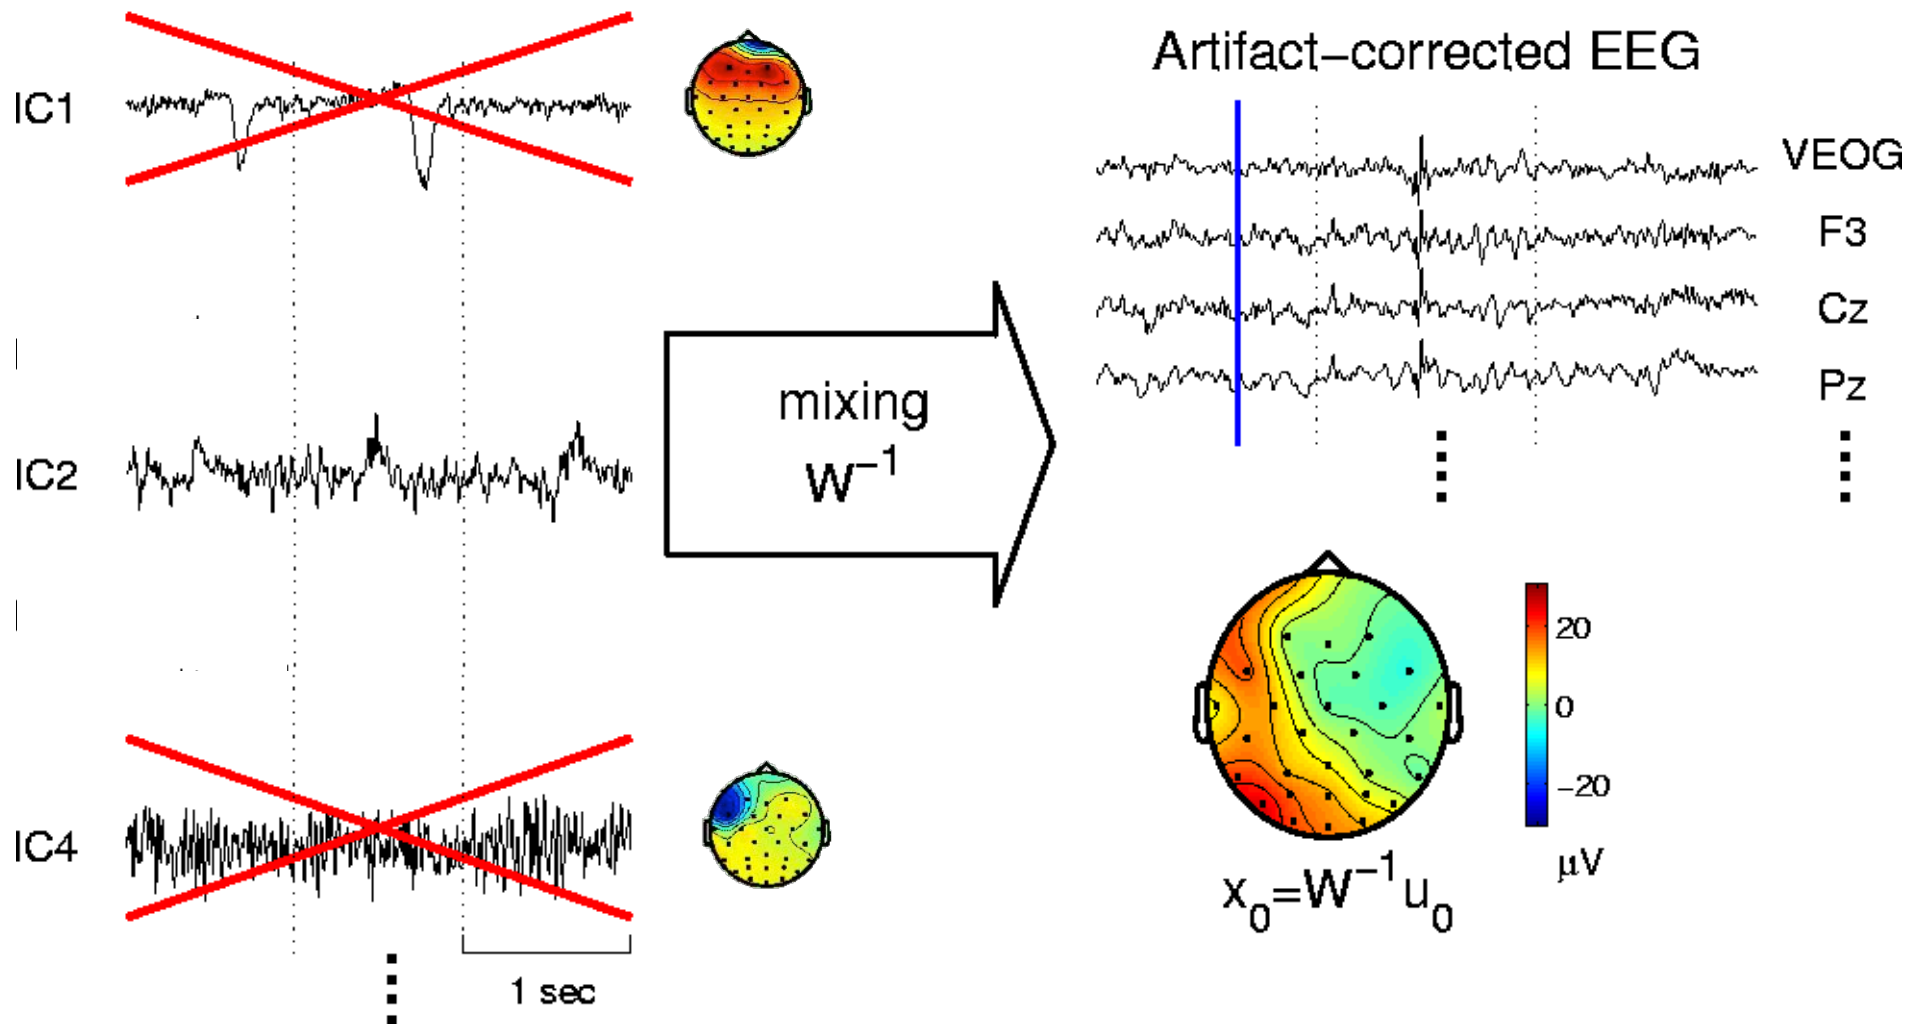 IC1
IC2
IC4
1 sec
mixing
W⁻¹
Artifact–corrected EEG
VEOG
F3
Cz
Pz
20
0
−20
μV
x₀=W⁻¹u₀